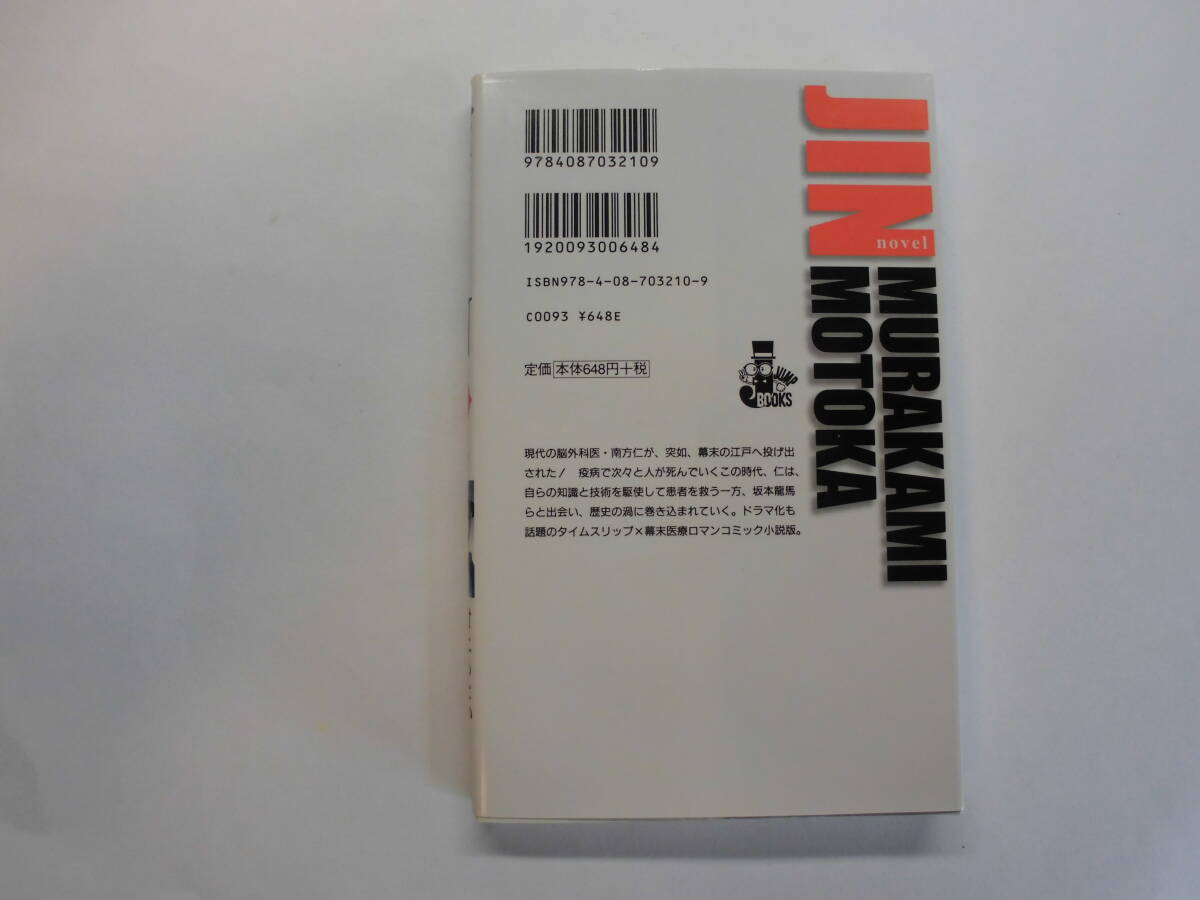 9784087032109
1920093006484
ISBN978-4-08-703210-9
C0093 ¥648E
定価 本体648円+税
JUMP
J BOOKS
現代の脳外科医・南方仁が、突如、幕末の江戸へ投げ出
された! 疫病で次々と人が死んでいくこの時代、仁は、
自らの知識と技術を駆使して患者を救う一方、坂本龍馬
らと出会い、歴史の渦に巻き込まれていく。ドラマ化も
話題のタイムスリップ×幕末医療ロマンコミック小説版。
JIN
novel
MURAKAMI
MOTOKA